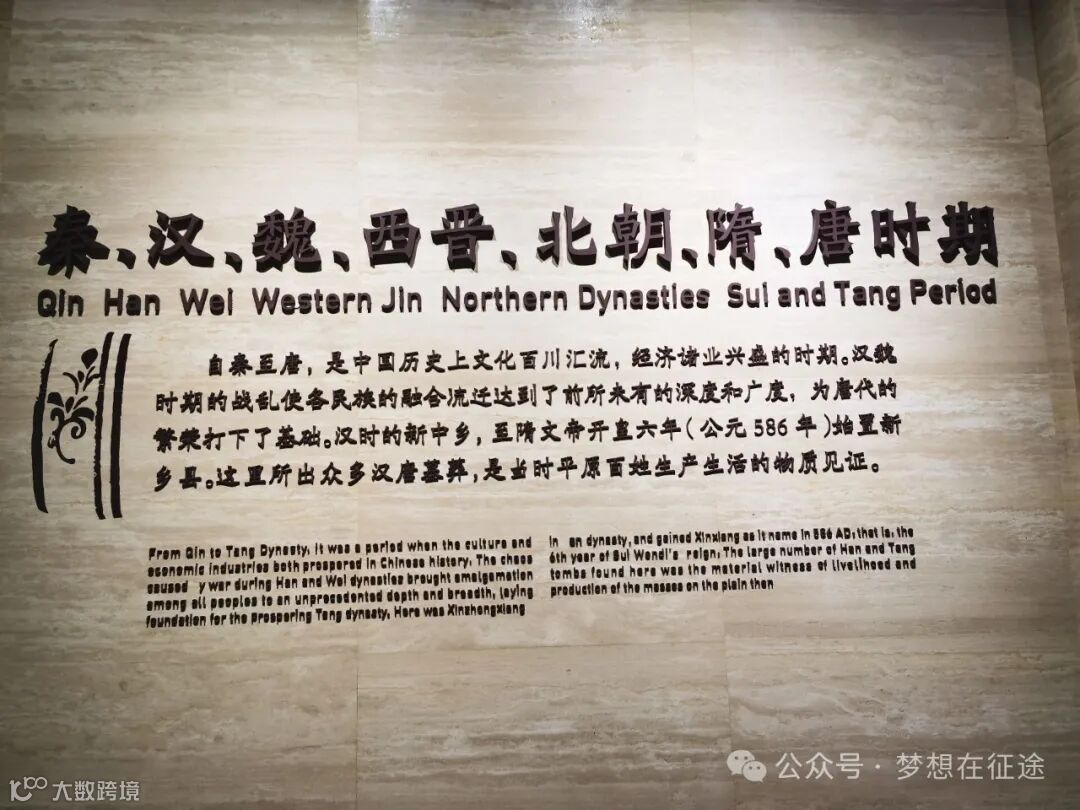 秦、汉、魏、西晋、北朝、隋、唐时期
Qin Han Wei Western Jin Northern Dynasties Sui and Tang Period
自秦至唐，是中国历史上文化百川汇流，经济诸业兴盛的时期。汉魏
时期的战乱使各民族的融合流迁达到了前所未有的深度和广度，为唐代的
繁荣打下了基础。汉时的新中乡，至隋文帝开皇六年（公元586年）始置新
乡县。这里所出众多汉唐墓葬，是当时平原百姓生产生活的物质见证。
From Qin to Tang Dynasty, it was a period when the culture and
economic industries both prospered in Chinese history. The chaos
caused y war during Han and Wei dynasties brought amalgamation
among all peoples to an unprecedented depth and breadth, laying
foundation for the prospering Tang dynasty. Here was Xinzhongxiang
in an dynasty, and gained Xinxiang as it name in 586 AD; that is, the
6th year of Sui Wendi's reign; The large number of Han and Tang
tombs found here was the material witness of livelihood and
production of the masses on the plain then
公众号·梦想在征途
大数跨境